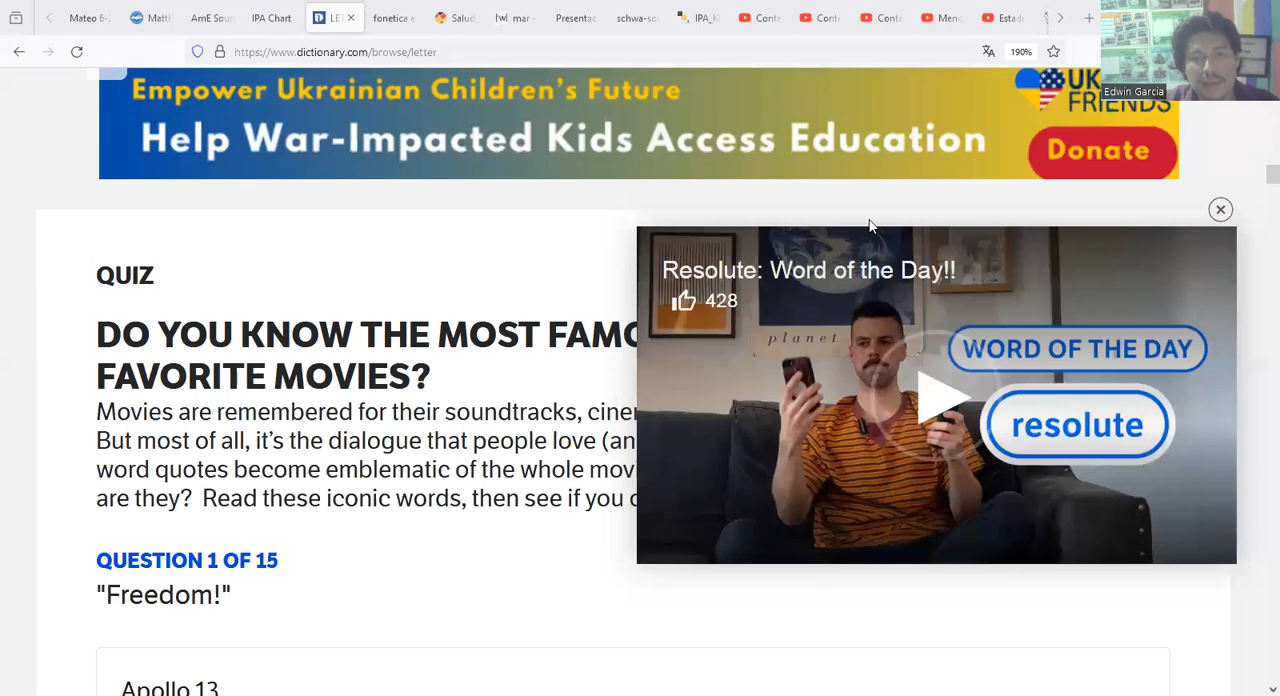 Mateo 6-
Matth
AmE Soun
IPA Chart
LET
fonetica e
Salud
mar -
Presentac
schwa-so
IPA_K
Conte
Cont
Conte
Menc
Estad
https://www.dictionary.com/browse/letter
190%
Edwin Garcia
Empower Ukrainian Children's Future
Help War-Impacted Kids Access Education
UK
FRIENDS
Donate
QUIZ
DO YOU KNOW THE MOST FAMO
FAVORITE MOVIES?
Movies are remembered for their soundtracks, ciner
But most of all, it's the dialogue that people love (an
word quotes become emblematic of the whole movi
are they?  Read these iconic words, then see if you c
QUESTION 1 OF 15
"Freedom!"
Apollo 13
Resolute: Word of the Day!!
428
planet
WORD OF THE DAY
resolute